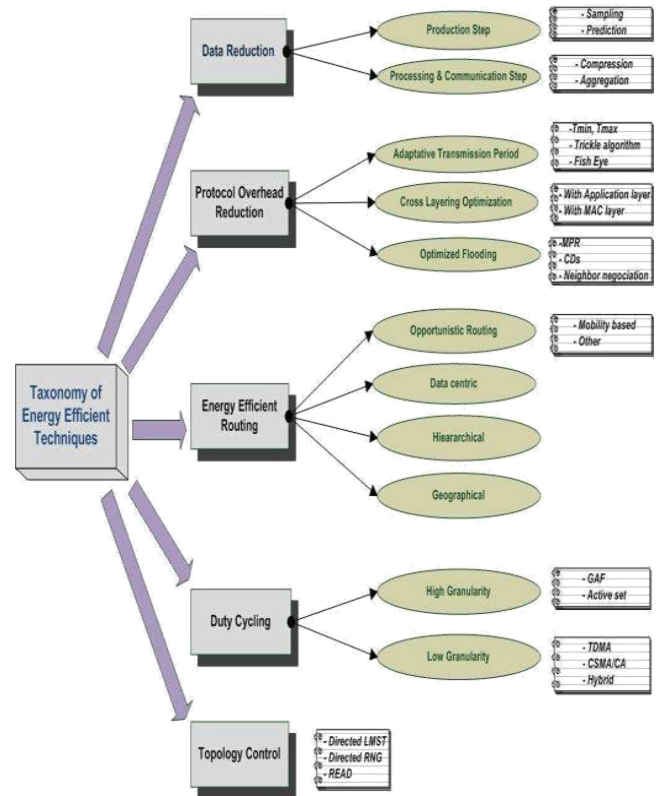 Taxonomy of
Energy Efficient
Techniques
Data Reduction
Production Step
- Sampling
- Prediction
Processing & Communication Step
- Compression
- Aggregation
Protocol Overhead
Reduction
Adaptative Transmission Period
-Tmin, Tmax
- Trickle algorithm
- Fish Eye
Cross Layering Optimization
- With Application layer
- With MAC layer
Optimized Flooding
-MPR
- CDs
- Neighbor negociation
Energy Efficient
Routing
Opportunistic Routing
- Mobility based
- Other
Data centric
Hieararchical
Geographical
Duty Cycling
High Granularity
- GAF
- Active set
Low Granularity
- TDMA
- CSMA/CA
- Hybrid
Topology Control
- Directed LMST
- Directed RNG
- READ